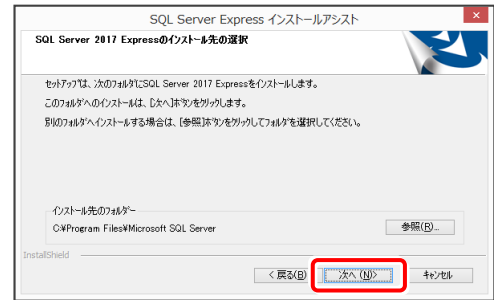 SQL Server Express インストールアシスト
SQL Server 2017 Expressのインストール先の選択
セットアップは、次のフォルダにSQL Server 2017 Expressをインストールします。
このフォルダへのインストールは、[次へ]ボタンをクリックします。
別のフォルダへインストールする場合は、[参照]ボタンをクリックしてフォルダを選択してください。
インストール先のフォルダー
C:¥Program Files¥Microsoft SQL Server
参照(R)...
InstallShield
< 戻る(B)
次へ (N)>
キャンセル